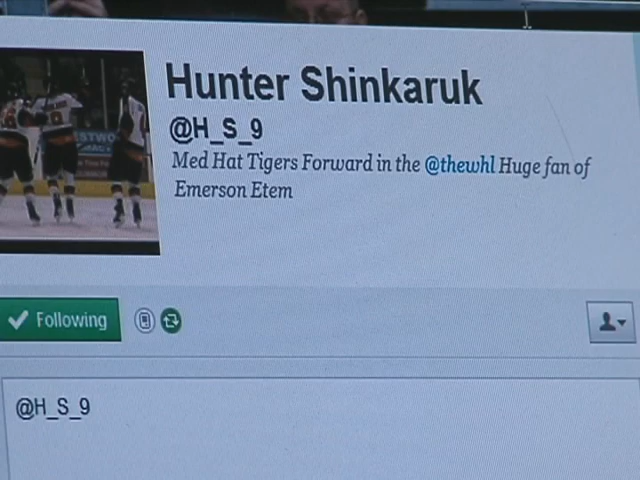 Hunter Shinkaruk
@H_S_9
Med Hat Tigers Forward in the @thewhl Huge fan of
Emerson Etem
Following
@H_S_9